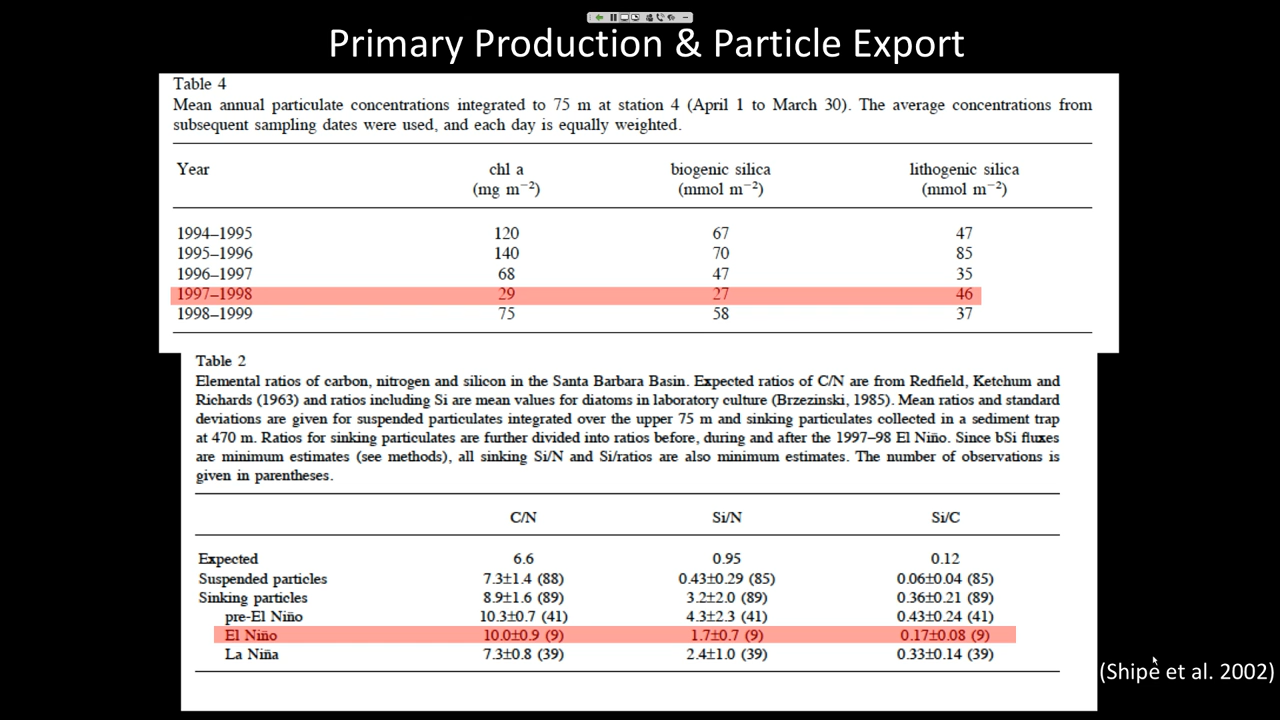 Primary Production & Particle Export
Table 4
Mean annual particulate concentrations integrated to 75 m at station 4 (April 1 to March 30). The average concentrations from
subsequent sampling dates were used, and each day is equally weighted.
Year chl a biogenic silica lithogenic silica
(mg m⁻²) (mmol m⁻²) (mmol m⁻²)
1994–1995 120 67 47
1995–1996 140 70 85
1996–1997 68 47 35
1997–1998 29 27 46
1998–1999 75 58 37
Table 2
Elemental ratios of carbon, nitrogen and silicon in the Santa Barbara Basin. Expected ratios of C/N are from Redfield, Ketchum and
Richards (1963) and ratios including Si are mean values for diatoms in laboratory culture (Brzezinski, 1985). Mean ratios and standard
deviations are given for suspended particulates integrated over the upper 75 m and sinking particulates collected in a sediment trap
at 470 m. Ratios for sinking particulates are further divided into ratios before, during and after the 1997–98 El Niño. Since bSi fluxes
are minimum estimates (see methods), all sinking Si/N and Si/ratios are also minimum estimates. The number of observations is
given in parentheses.
C/N Si/N Si/C
Expected 6.6 0.95 0.12
Suspended particles 7.3±1.4 (88) 0.43±0.29 (85) 0.06±0.04 (85)
Sinking particles 8.9±1.6 (89) 3.2±2.0 (89) 0.36±0.21 (89)
pre-El Niño 10.3±0.7 (41) 4.3±2.3 (41) 0.43±0.24 (41)
El Niño 10.0±0.9 (9) 1.7±0.7 (9) 0.17±0.08 (9)
La Niña 7.3±0.8 (39) 2.4±1.0 (39) 0.33±0.14 (39)
(Shipe et al. 2002)